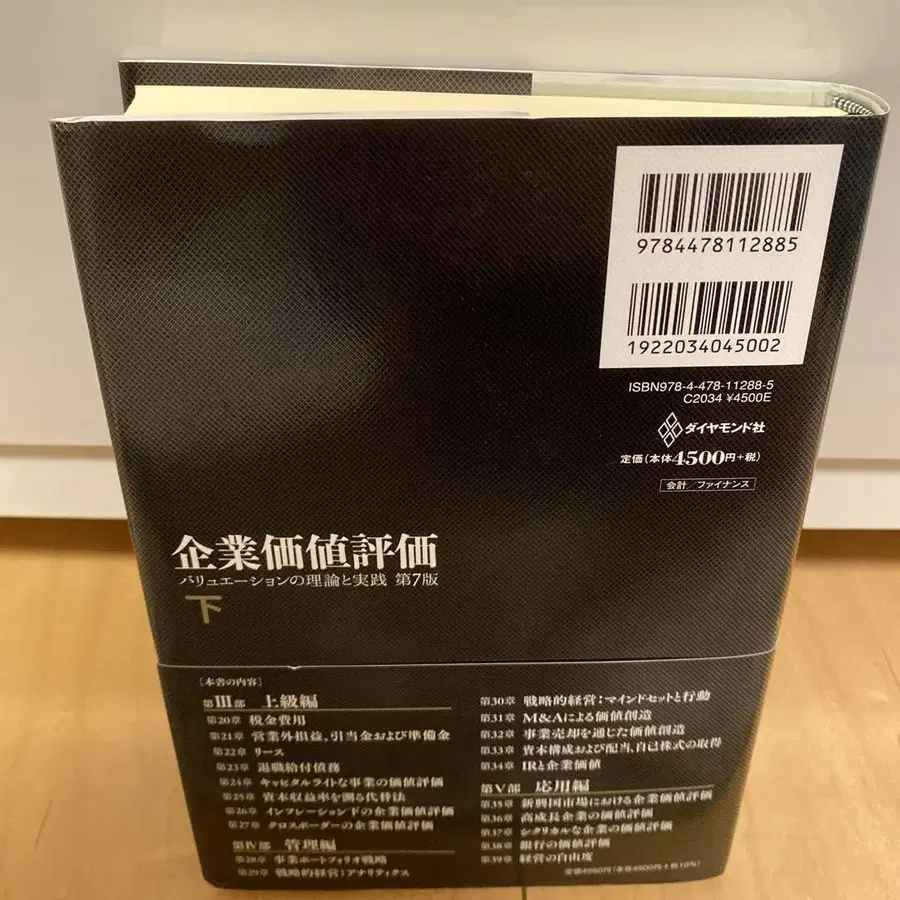 9784478112885
1922034045002
ISBN978-4-478-11288-5
C2034 ¥4500E
ダイヤモンド社
定価(本体4500円+税)
会計/ファイナンス
企業価値評価
バリュエーションの理論と実践 第7版
下
[本書の内容]
第Ⅲ部 上級編
第20章 税金費用
第21章 営業外損益、引当金および準備金
第22章 リース
第23章 退職給付債務
第24章 キャピタルライトな事業の価値評価
第25章 資本収益率を測る代替法
第26章 インフレーション下の企業価値評価
第27章 クロスボーダーの企業価値評価
第Ⅳ部 管理編
第28章 事業ポートフォリオ戦略
第29章 戦略的経営:アナリティクス
第30章 戦略的経営:マインドセットと行動
第31章 M&Aによる価値創造
第32章 事業売却を通じた価値創造
第33章 資本構成および配当、自己株式の取得
第34章 IRと企業価値
第Ⅴ部 応用編
第35章 新興国市場における企業価値評価
第36章 高成長企業の価値評価
第37章 シクリカルな企業の価値評価
第38章 銀行の価値評価
第39章 経営の自由度
定価4950円(本体4500円+税10%)